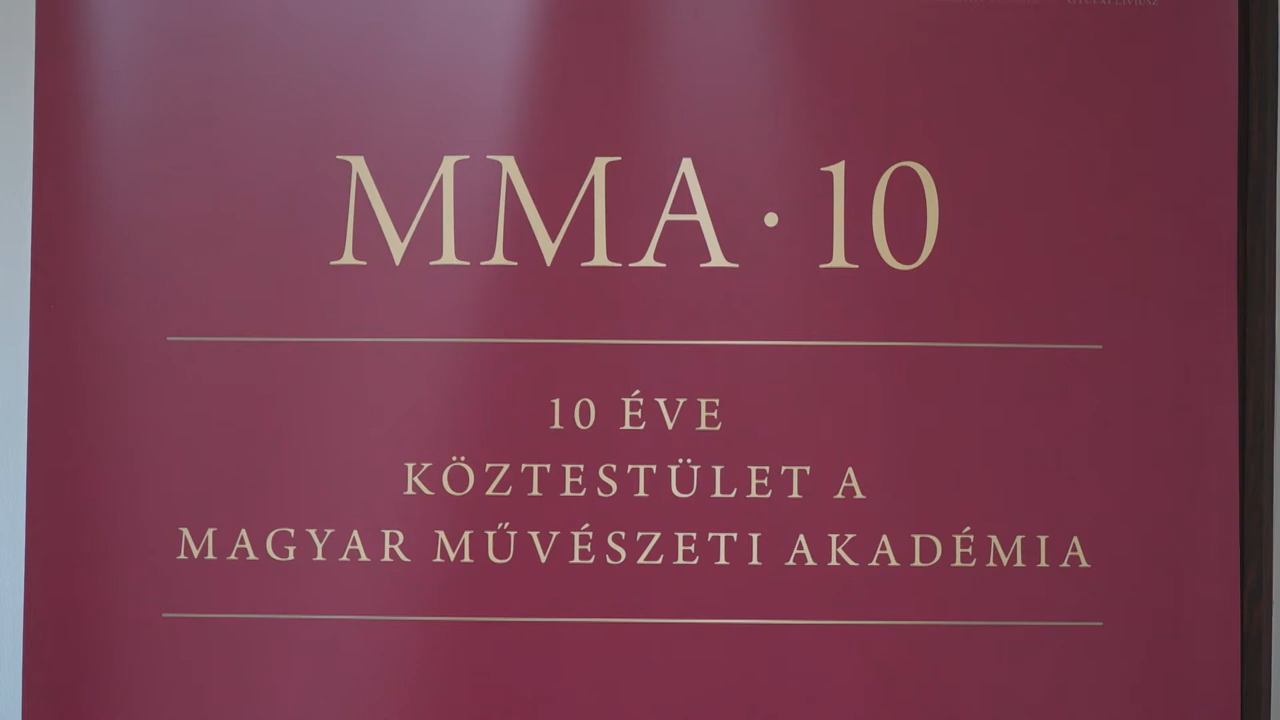 MMA · 10
10 ÉVE
KÖZTESTÜLET A
MAGYAR MŰVÉSZETI AKADÉMIA